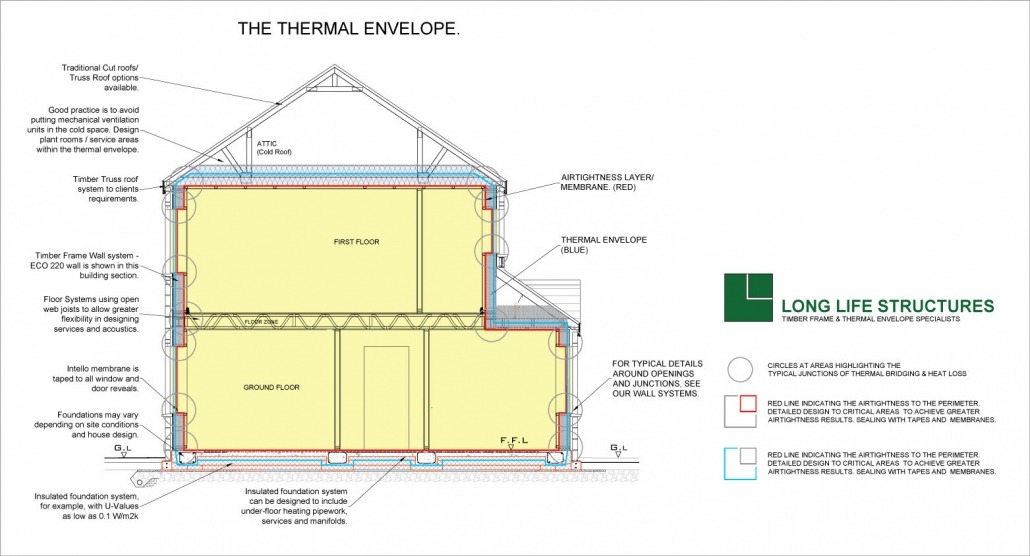 THE THERMAL ENVELOPE.
Traditional Cut roofs/
Truss Roof options
available.
Good practice is to avoid
putting mechanical ventilation
units in the cold space. Design
plant rooms / service areas
within the thermal envelope.
ATTIC
(Cold Roof)
Timber Truss roof
system to clients
requirements.
AIRTIGHTNESS LAYER/
MEMBRANE. (RED)
FIRST FLOOR
THERMAL ENVELOPE
(BLUE)
Timber Frame Wall system -
ECO 220 wall is shown in this
building section.
Floor Systems using open
web joists to allow greater
flexibility in designing
services and acoustics.
FLOOR ZONE
Intello membrane is
taped to all window and
door reveals.
GROUND FLOOR
FOR TYPICAL DETAILS
AROUND OPENINGS
AND JUNCTIONS, SEE
OUR WALL SYSTEMS.
Foundations may vary
depending on site conditions
and house design.
G.L
F.F.L
G.L
Insulated foundation system,
for example, with U-Values
as low as 0.1 W/m2k
Insulated foundation system
can be designed to include
under-floor heating pipework,
services and manifolds.
LONG LIFE STRUCTURES
TIMBER FRAME & THERMAL ENVELOPE SPECIALISTS
CIRCLES AT AREAS HIGHLIGHTING THE
TYPICAL JUNCTIONS OF THERMAL BRIDGING & HEAT LOSS
RED LINE INDICATING THE AIRTIGHTNESS TO THE PERIMETER.
DETAILED DESIGN TO CRITICAL AREAS TO ACHIEVE GREATER
AIRTIGHTNESS RESULTS. SEALING WITH TAPES AND MEMBRANES.
RED LINE INDICATING THE AIRTIGHTNESS TO THE PERIMETER.
DETAILED DESIGN TO CRITICAL AREAS TO ACHIEVE GREATER
AIRTIGHTNESS RESULTS. SEALING WITH TAPES AND MEMBRANES.